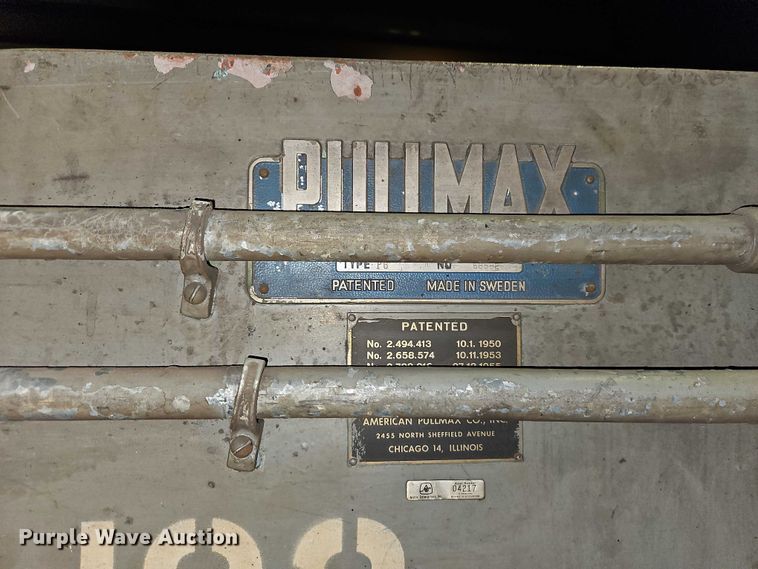 PULLMAX
TYPE P6 NO
PATENTED MADE IN SWEDEN
PATENTED
No. 2.494.413 10.1. 1950
No. 2.658.574 10.11.1953
AMERICAN PULLMAX CO., INC.
2455 NORTH SHEFFIELD AVENUE
CHICAGO 14, ILLINOIS
04217
Purple Wave Auction